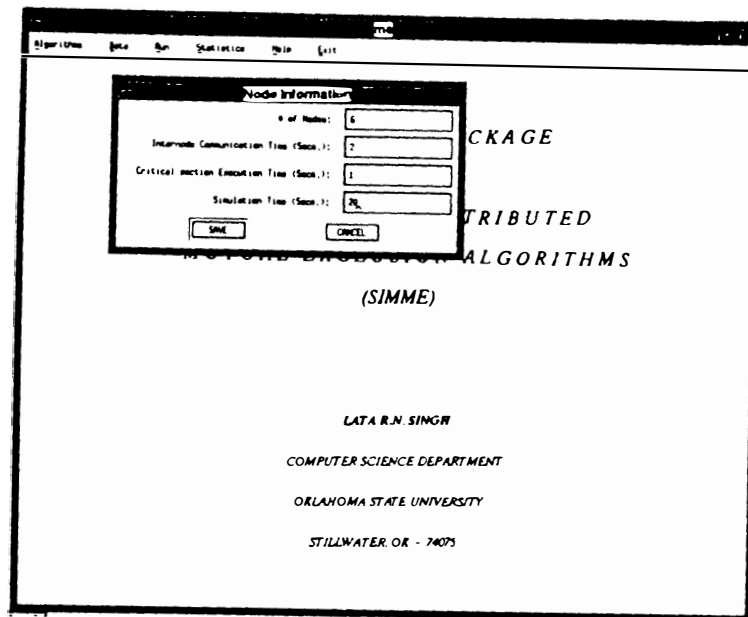 me
Algorithms Data Run Statistics Help Exit
Node Information
# of Nodes: 6
Internode Communication Time (Secs.): 2
Critical section Execution Time (Secs.): 1
Simulation Time (Secs.): 20
SAVE CANCEL
CKAGE
TRIBUTED
ALGORITHMS
(SIMME)
LATA R.N. SINGH
COMPUTER SCIENCE DEPARTMENT
OKLAHOMA STATE UNIVERSITY
STILLWATER, OK - 74075